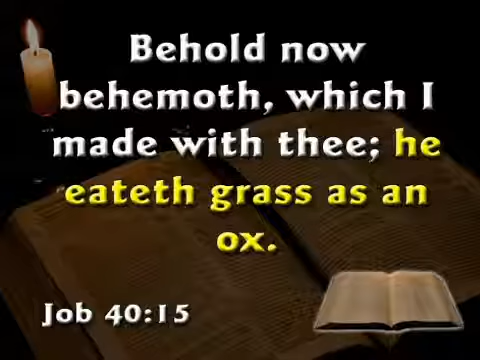 Behold now
behemoth, which I
made with thee; he
eateth grass as an
ox.
Job 40:15